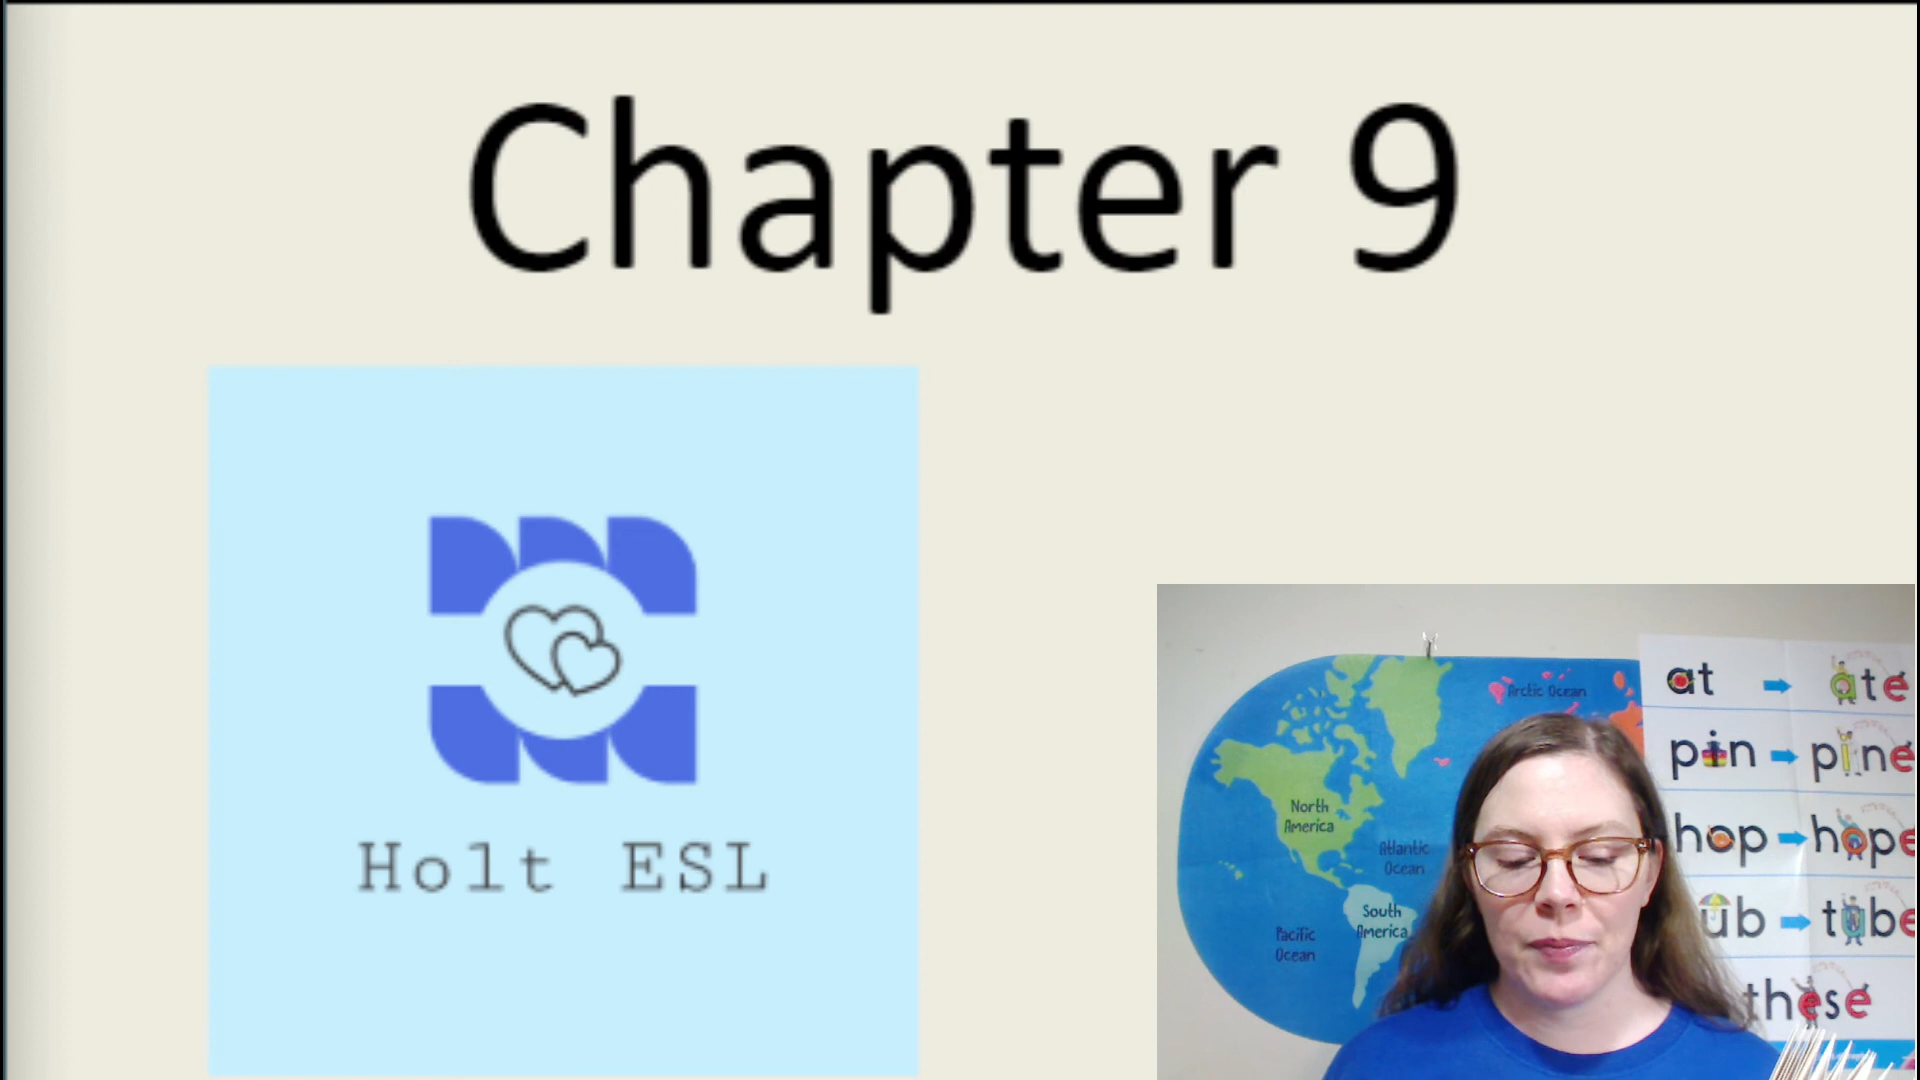 Chapter 9
Holt ESL
Arctic Ocean
North
America
Atlantic
Ocean
South
America
Pacific
Ocean
at ate
pin pine
hop hope
ub tube
these